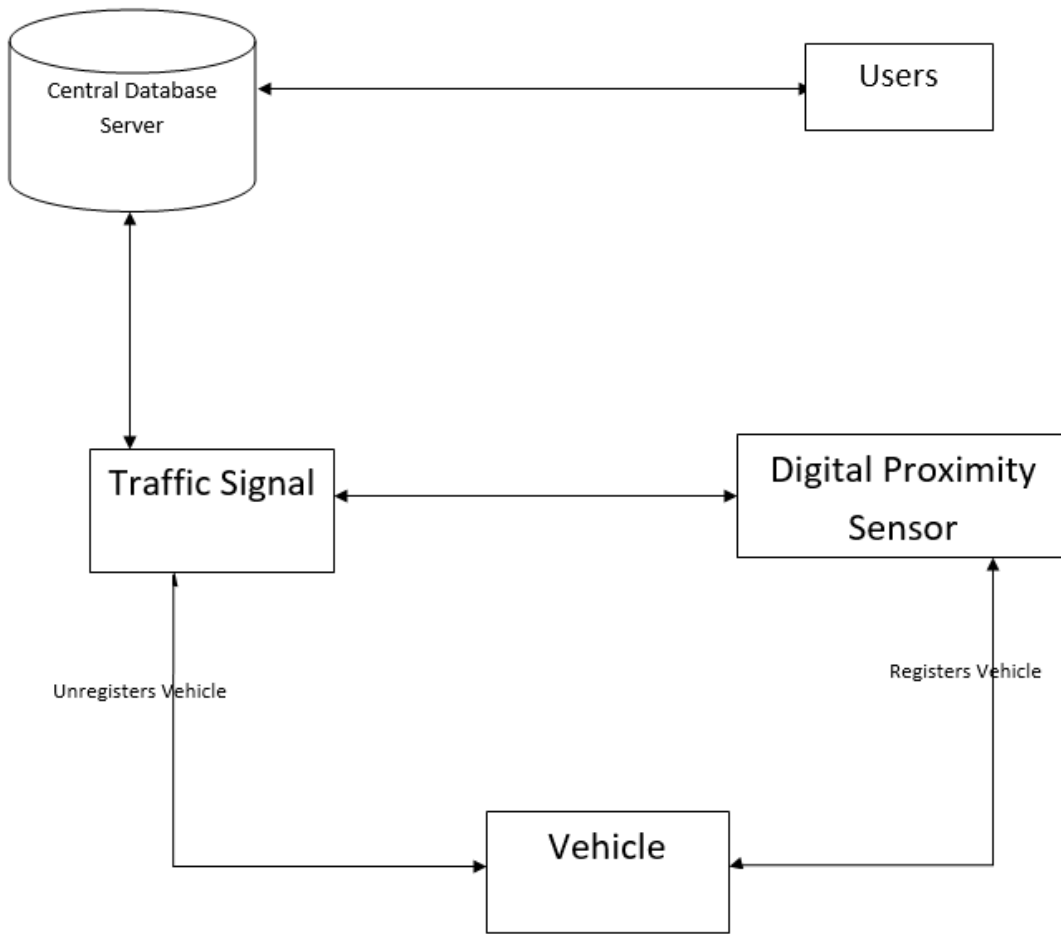 Central Database
Server
Users
Traffic Signal
Digital Proximity
Sensor
Unregisters Vehicle
Registers Vehicle
Vehicle